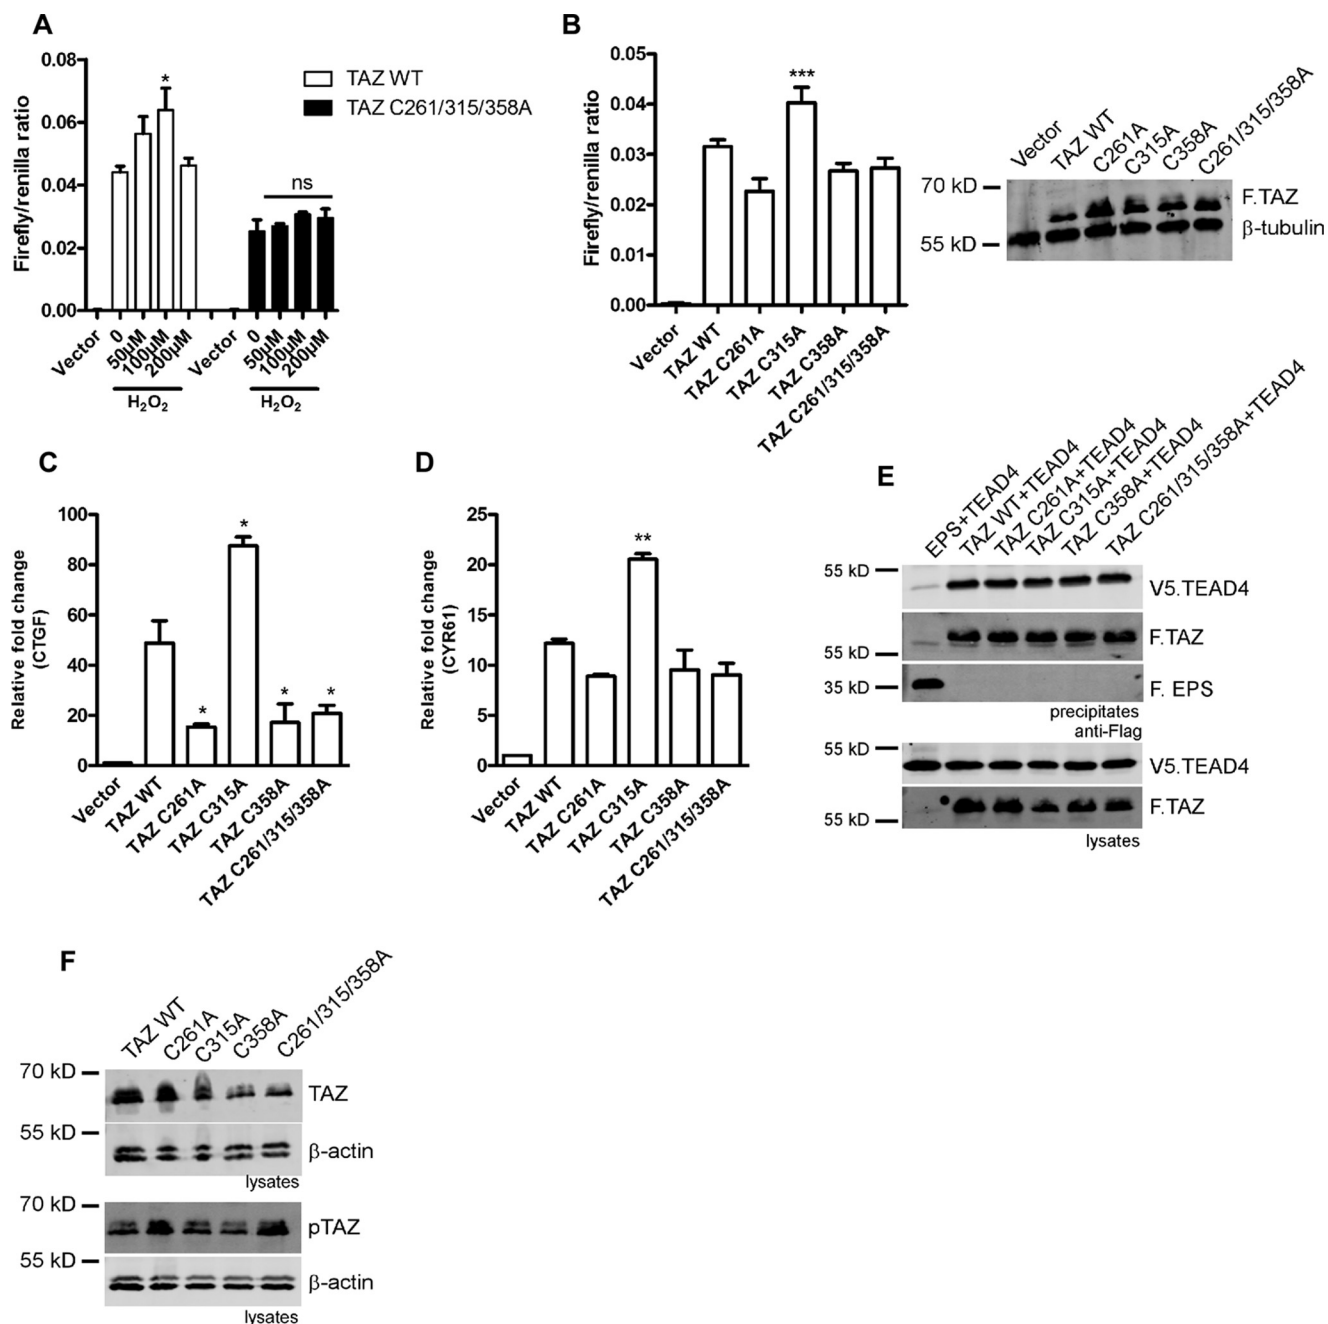 A
0.08
0.06
0.04
0.02
0.00
Firefly/renilla ratio
*
ns
TAZ WT
TAZ C261/315/358A
Vector
0
50µM
100µM
200µM
Vector
0
50µM
100µM
200µM
H₂O₂
H₂O₂
B
0.05
0.04
0.03
0.02
0.01
0.00
Firefly/renilla ratio
***
Vector
TAZ WT
TAZ C261A
TAZ C315A
TAZ C358A
TAZ C261/315/358A
Vector
TAZ WT
C261A
C315A
C358A
C261/315/358A
70 kD
55 kD
F.TAZ
β-tubulin
C
100
80
60
40
20
0
Relative fold change
(CTGF)
*
*
*
*
Vector
TAZ WT
TAZ C261A
TAZ C315A
TAZ C358A
TAZ C261/315/358A
D
25
20
15
10
5
0
Relative fold change
(CYR61)
**
Vector
TAZ WT
TAZ C261A
TAZ C315A
TAZ C358A
TAZ C261/315/358A
E
EPS+TEAD4
TAZ WT+TEAD4
TAZ C261A+TEAD4
TAZ C315A+TEAD4
TAZ C358A+TEAD4
TAZ C261/315/358A+TEAD4
55 kD
V5.TEAD4
55 kD
F.TAZ
35 kD
F. EPS
precipitates
anti-Flag
55 kD
V5.TEAD4
55 kD
F.TAZ
lysates
F
TAZ WT
C261A
C315A
C358A
C261/315/358A
70 kD
TAZ
55 kD
β-actin
lysates
70 kD
pTAZ
55 kD
β-actin
lysates